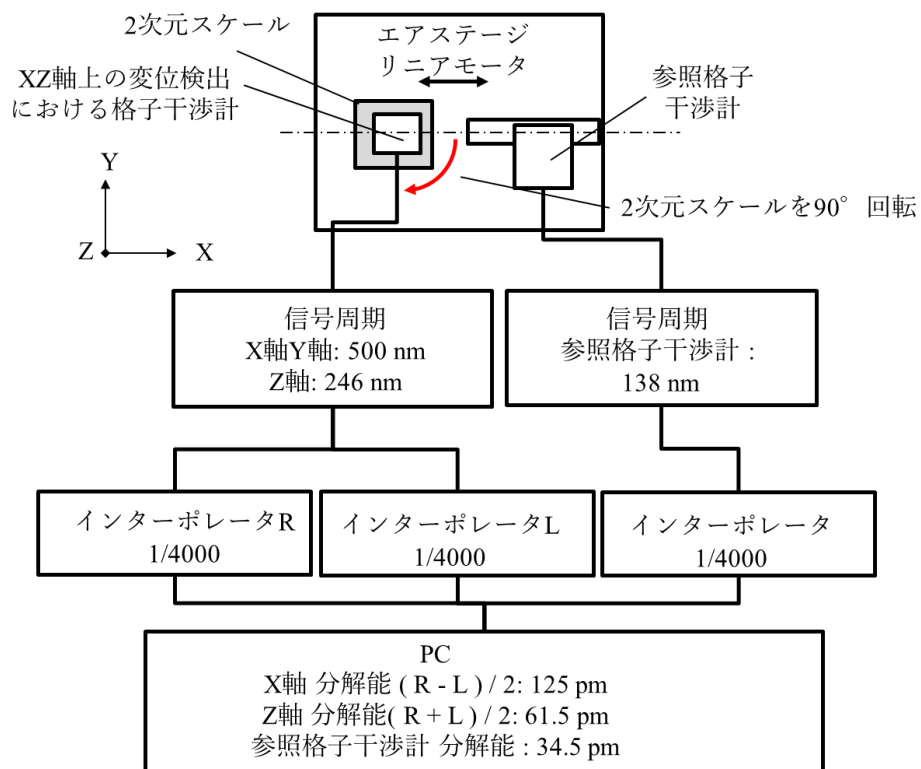 2次元スケール
エアステージ
リニアモータ
XZ軸上の変位検出
における格子干渉計
参照格子
干渉計
2次元スケールを90° 回転
Y
Z
X
信号周期
X軸Y軸: 500 nm
Z軸: 246 nm
信号周期
参照格子干渉計 :
138 nm
インターポレータR
1/4000
インターポレータL
1/4000
インターポレータ
1/4000
PC
X軸 分解能 ( R - L ) / 2: 125 pm
Z軸 分解能( R + L ) / 2: 61.5 pm
参照格子干渉計 分解能 : 34.5 pm